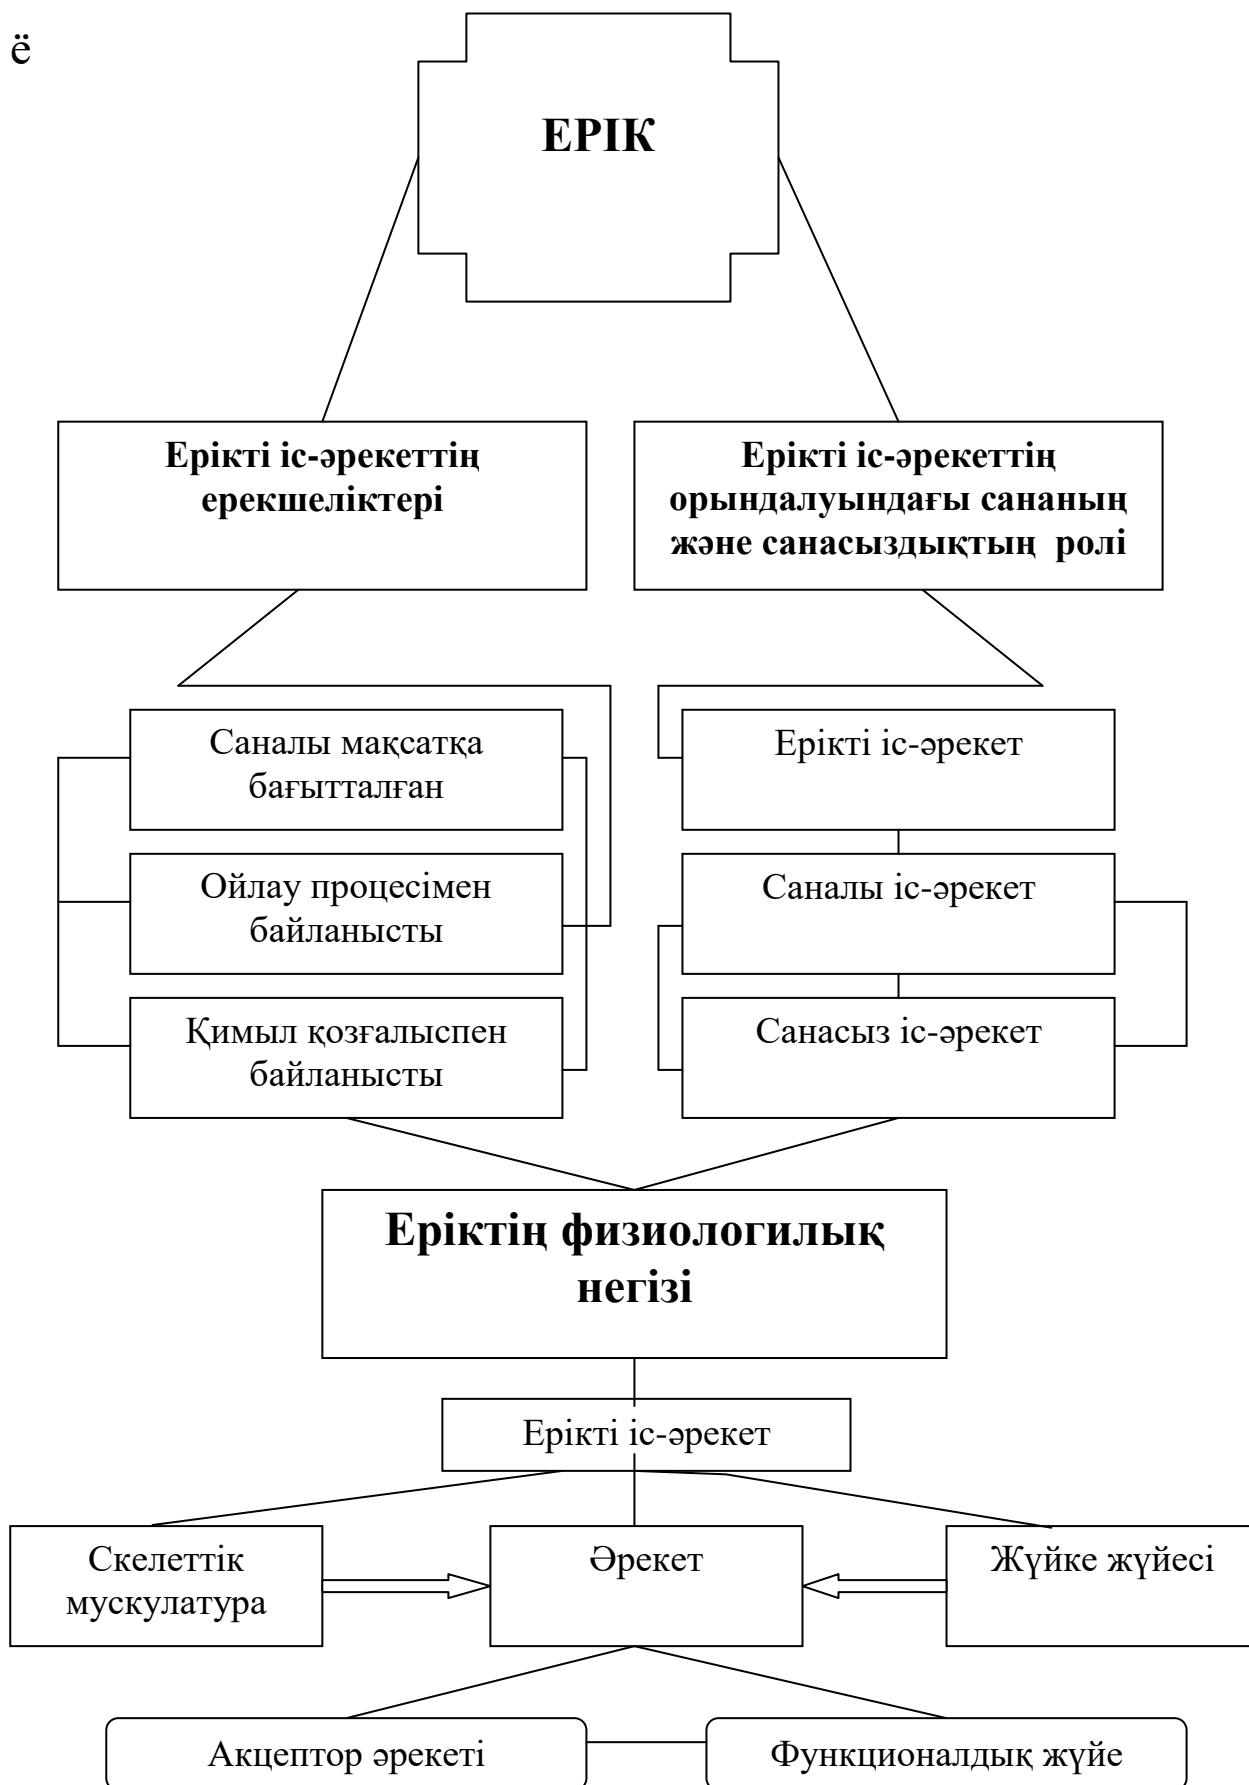 ё
ЕРІК
Ерікті іс-әрекеттің
ерекшеліктері
Ерікті іс-әрекеттің
орындалуындағы сананың
және санасыздықтың ролі
Саналы мақсатқа
бағытталған
Ойлау процесімен
байланысты
Қимыл қозғалыспен
байланысты
Ерікті іс-әрекет
Саналы іс-әрекет
Санасыз іс-әрекет
Еріктің физиологилық
негізі
Ерікті іс-әрекет
Скелеттік
мускулатура
Әрекет
Жүйке жүйесі
Акцептор әрекеті
Функционалдық жүйе